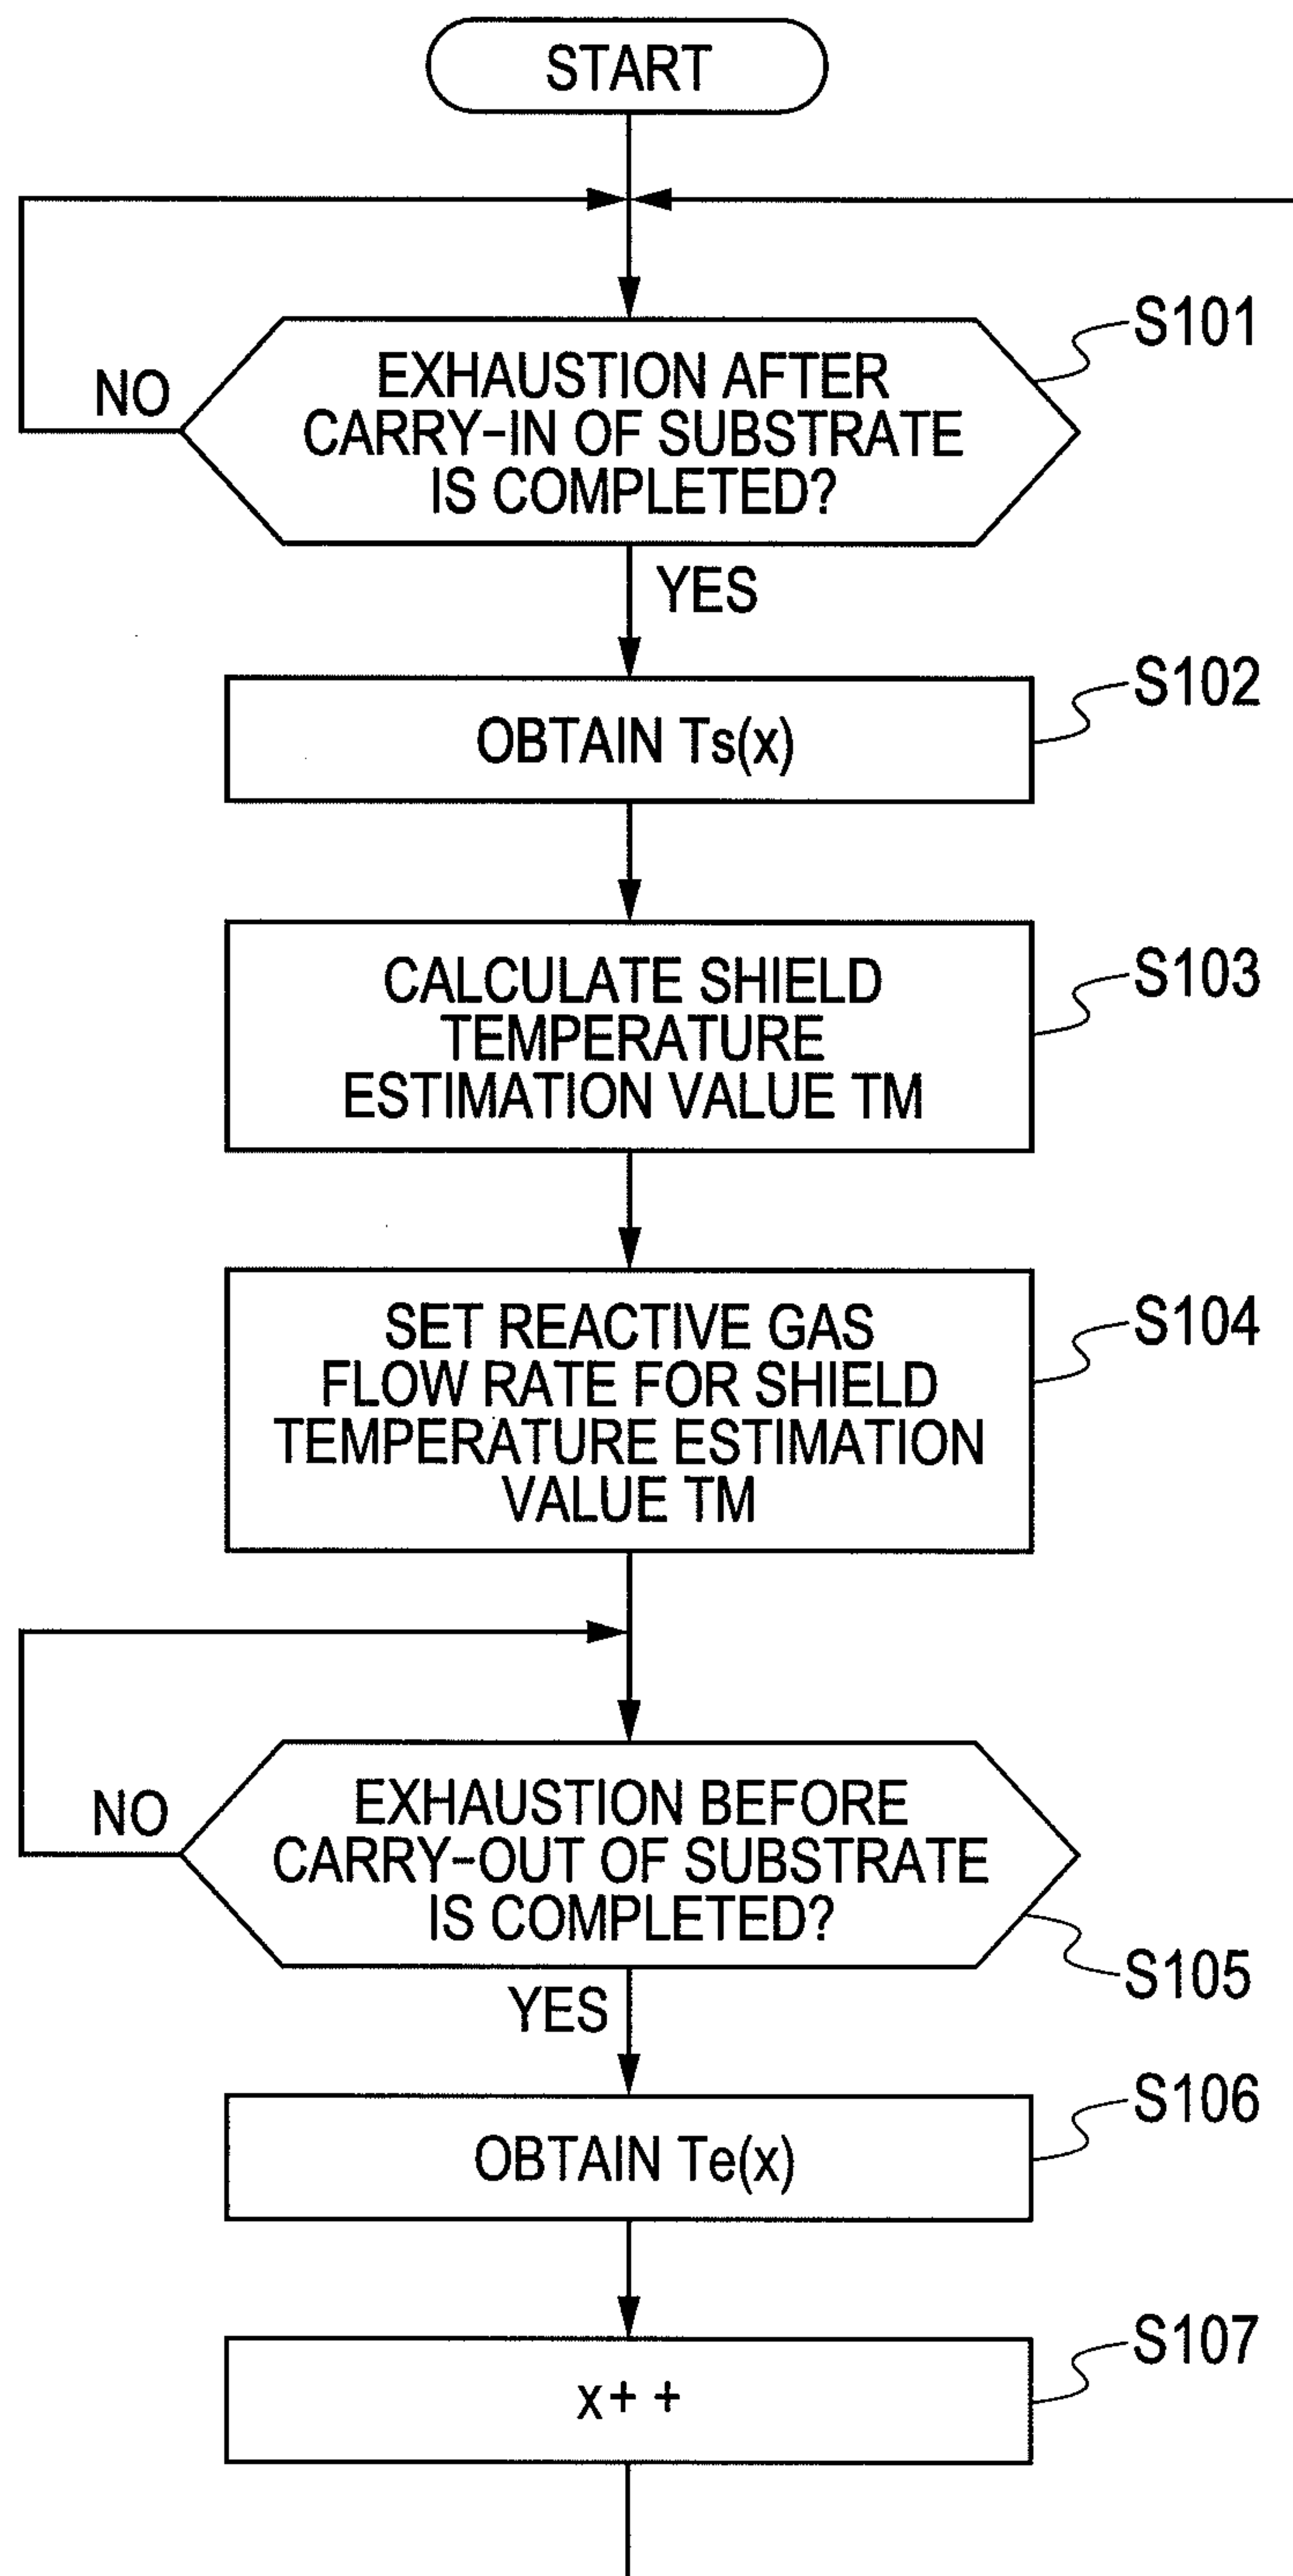 START
S101
EXHAUSTION AFTER
CARRY-IN OF SUBSTRATE
IS COMPLETED?
NO
YES
S102
OBTAIN Ts(x)
S103
CALCULATE SHIELD
TEMPERATURE
ESTIMATION VALUE TM
S104
SET REACTIVE GAS
FLOW RATE FOR SHIELD
TEMPERATURE ESTIMATION
VALUE TM
EXHAUSTION BEFORE
CARRY-OUT OF SUBSTRATE
IS COMPLETED?
NO
S105
YES
S106
OBTAIN Te(x)
S107
x++